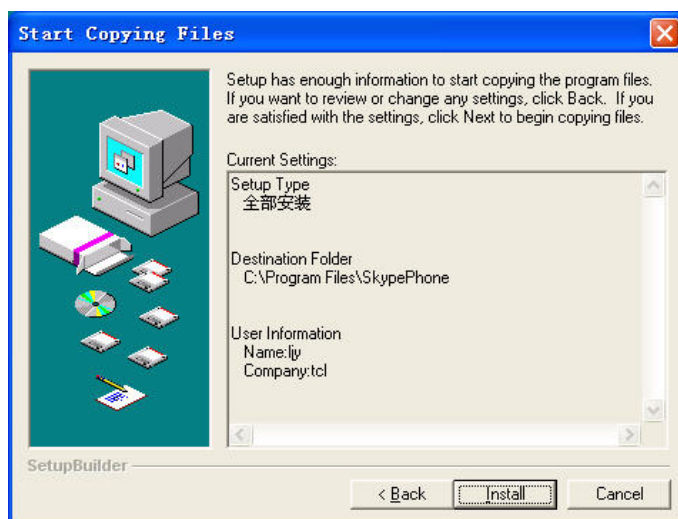 Start Copying Files
Setup has enough information to start copying the program files.
If you want to review or change any settings, click Back.  If you
are satisfied with the settings, click Next to begin copying files.
Current Settings:
Setup Type
全部安装
Destination Folder
C:\Program Files\SkypePhone
User Information
Name:ljy
Company:tcl
SetupBuilder
< Back
Install
Cancel